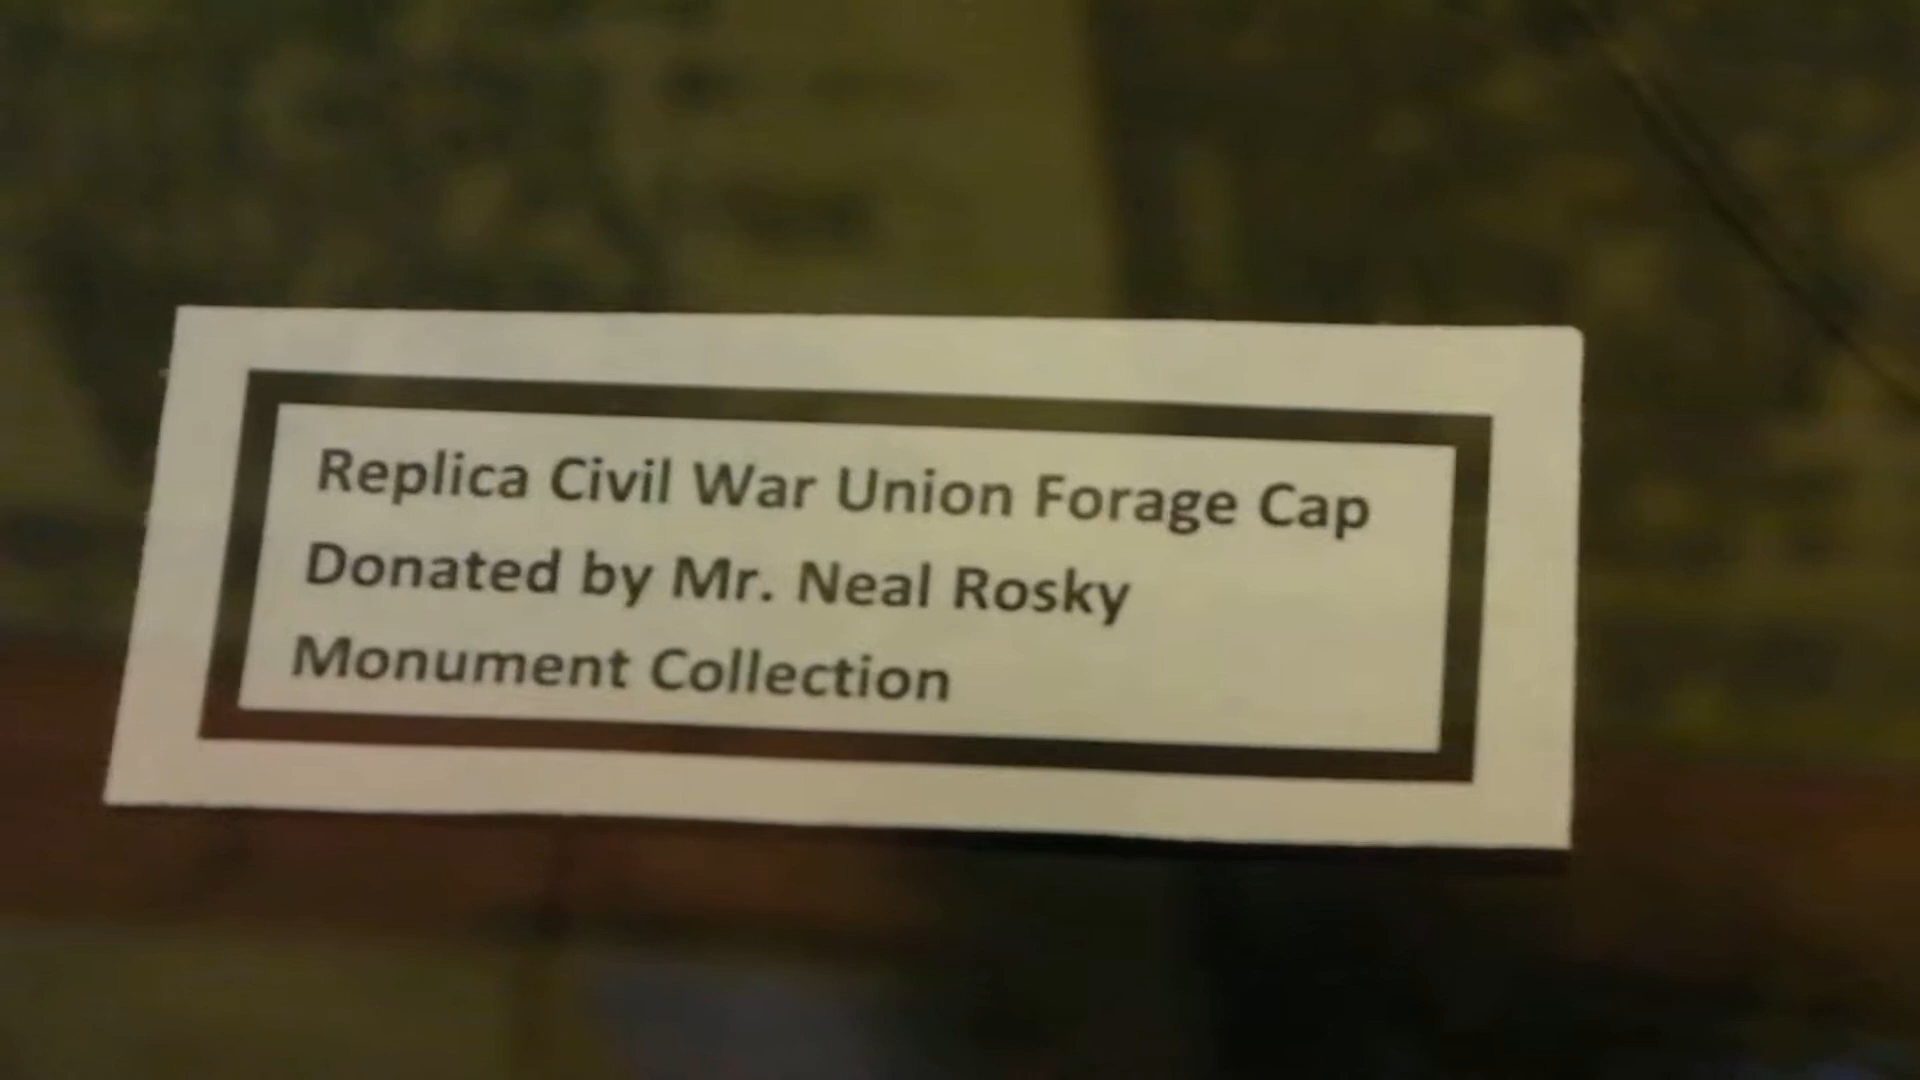 Replica Civil War Union Forage Cap
Donated by Mr. Neal Rosky
Monument Collection